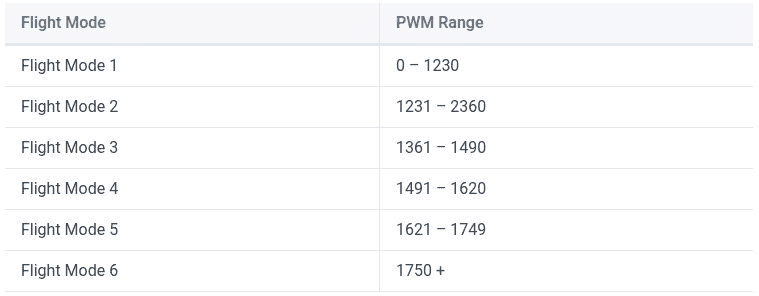 Flight Mode PWM Range
Flight Mode 1 0 – 1230
Flight Mode 2 1231 – 2360
Flight Mode 3 1361 – 1490
Flight Mode 4 1491 – 1620
Flight Mode 5 1621 – 1749
Flight Mode 6 1750 +